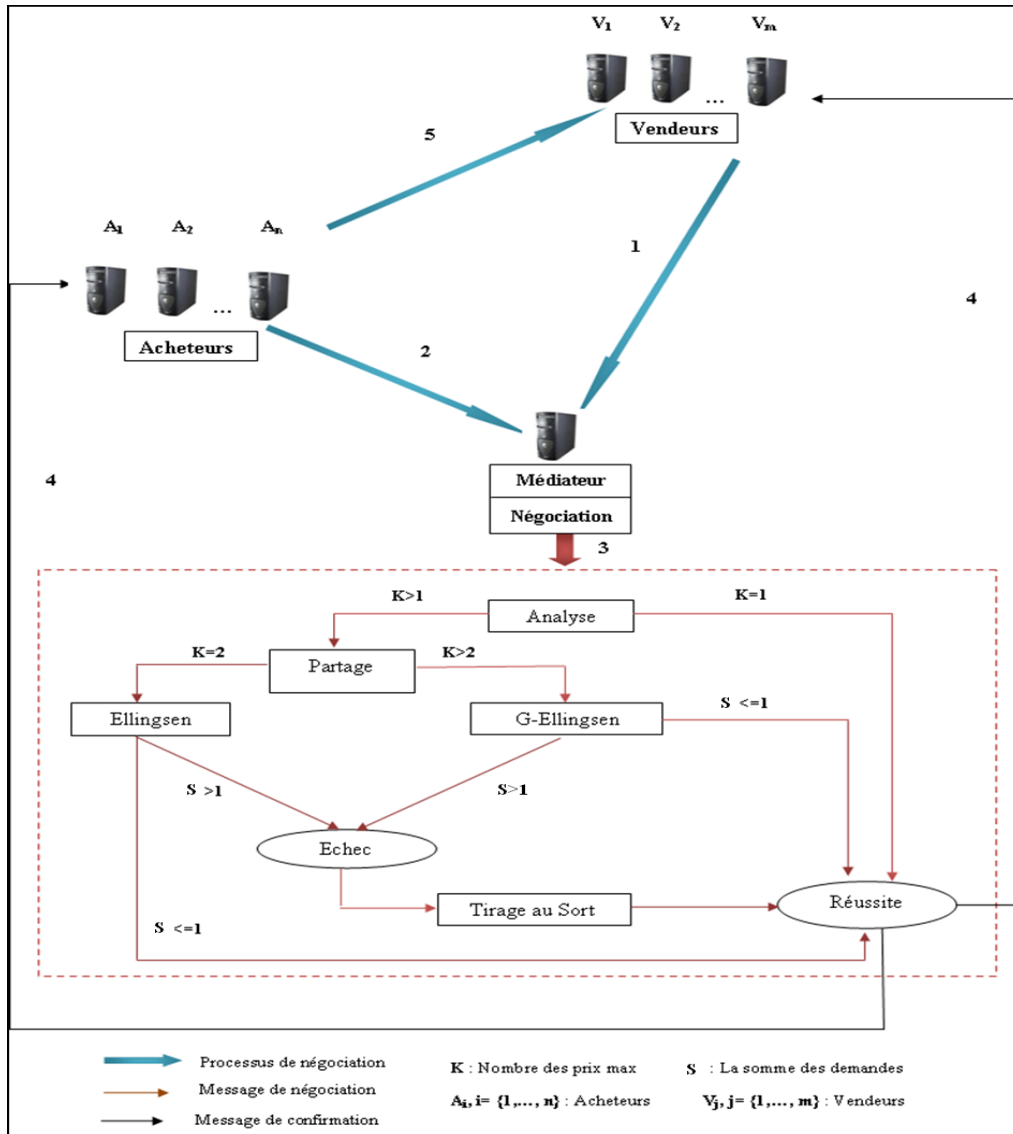 V1 V2 Vm
...
Vendeurs
5
A1 A2 An
1
4
...
Acheteurs
2
4
Médiateur
Négociation
3
K>1
K=1
Analyse
K=2
Partage
K>2
Ellingsen
G-Ellingsen
S <=1
S >1
S>1
Echec
Tirage au Sort
Réussite
S <=1
Processus de négociation
K : Nombre des prix max
S : La somme des demandes
Message de négociation
Ai, i= {1,..., n} : Acheteurs
Vj, j= {1,..., m} : Vendeurs
Message de confirmation